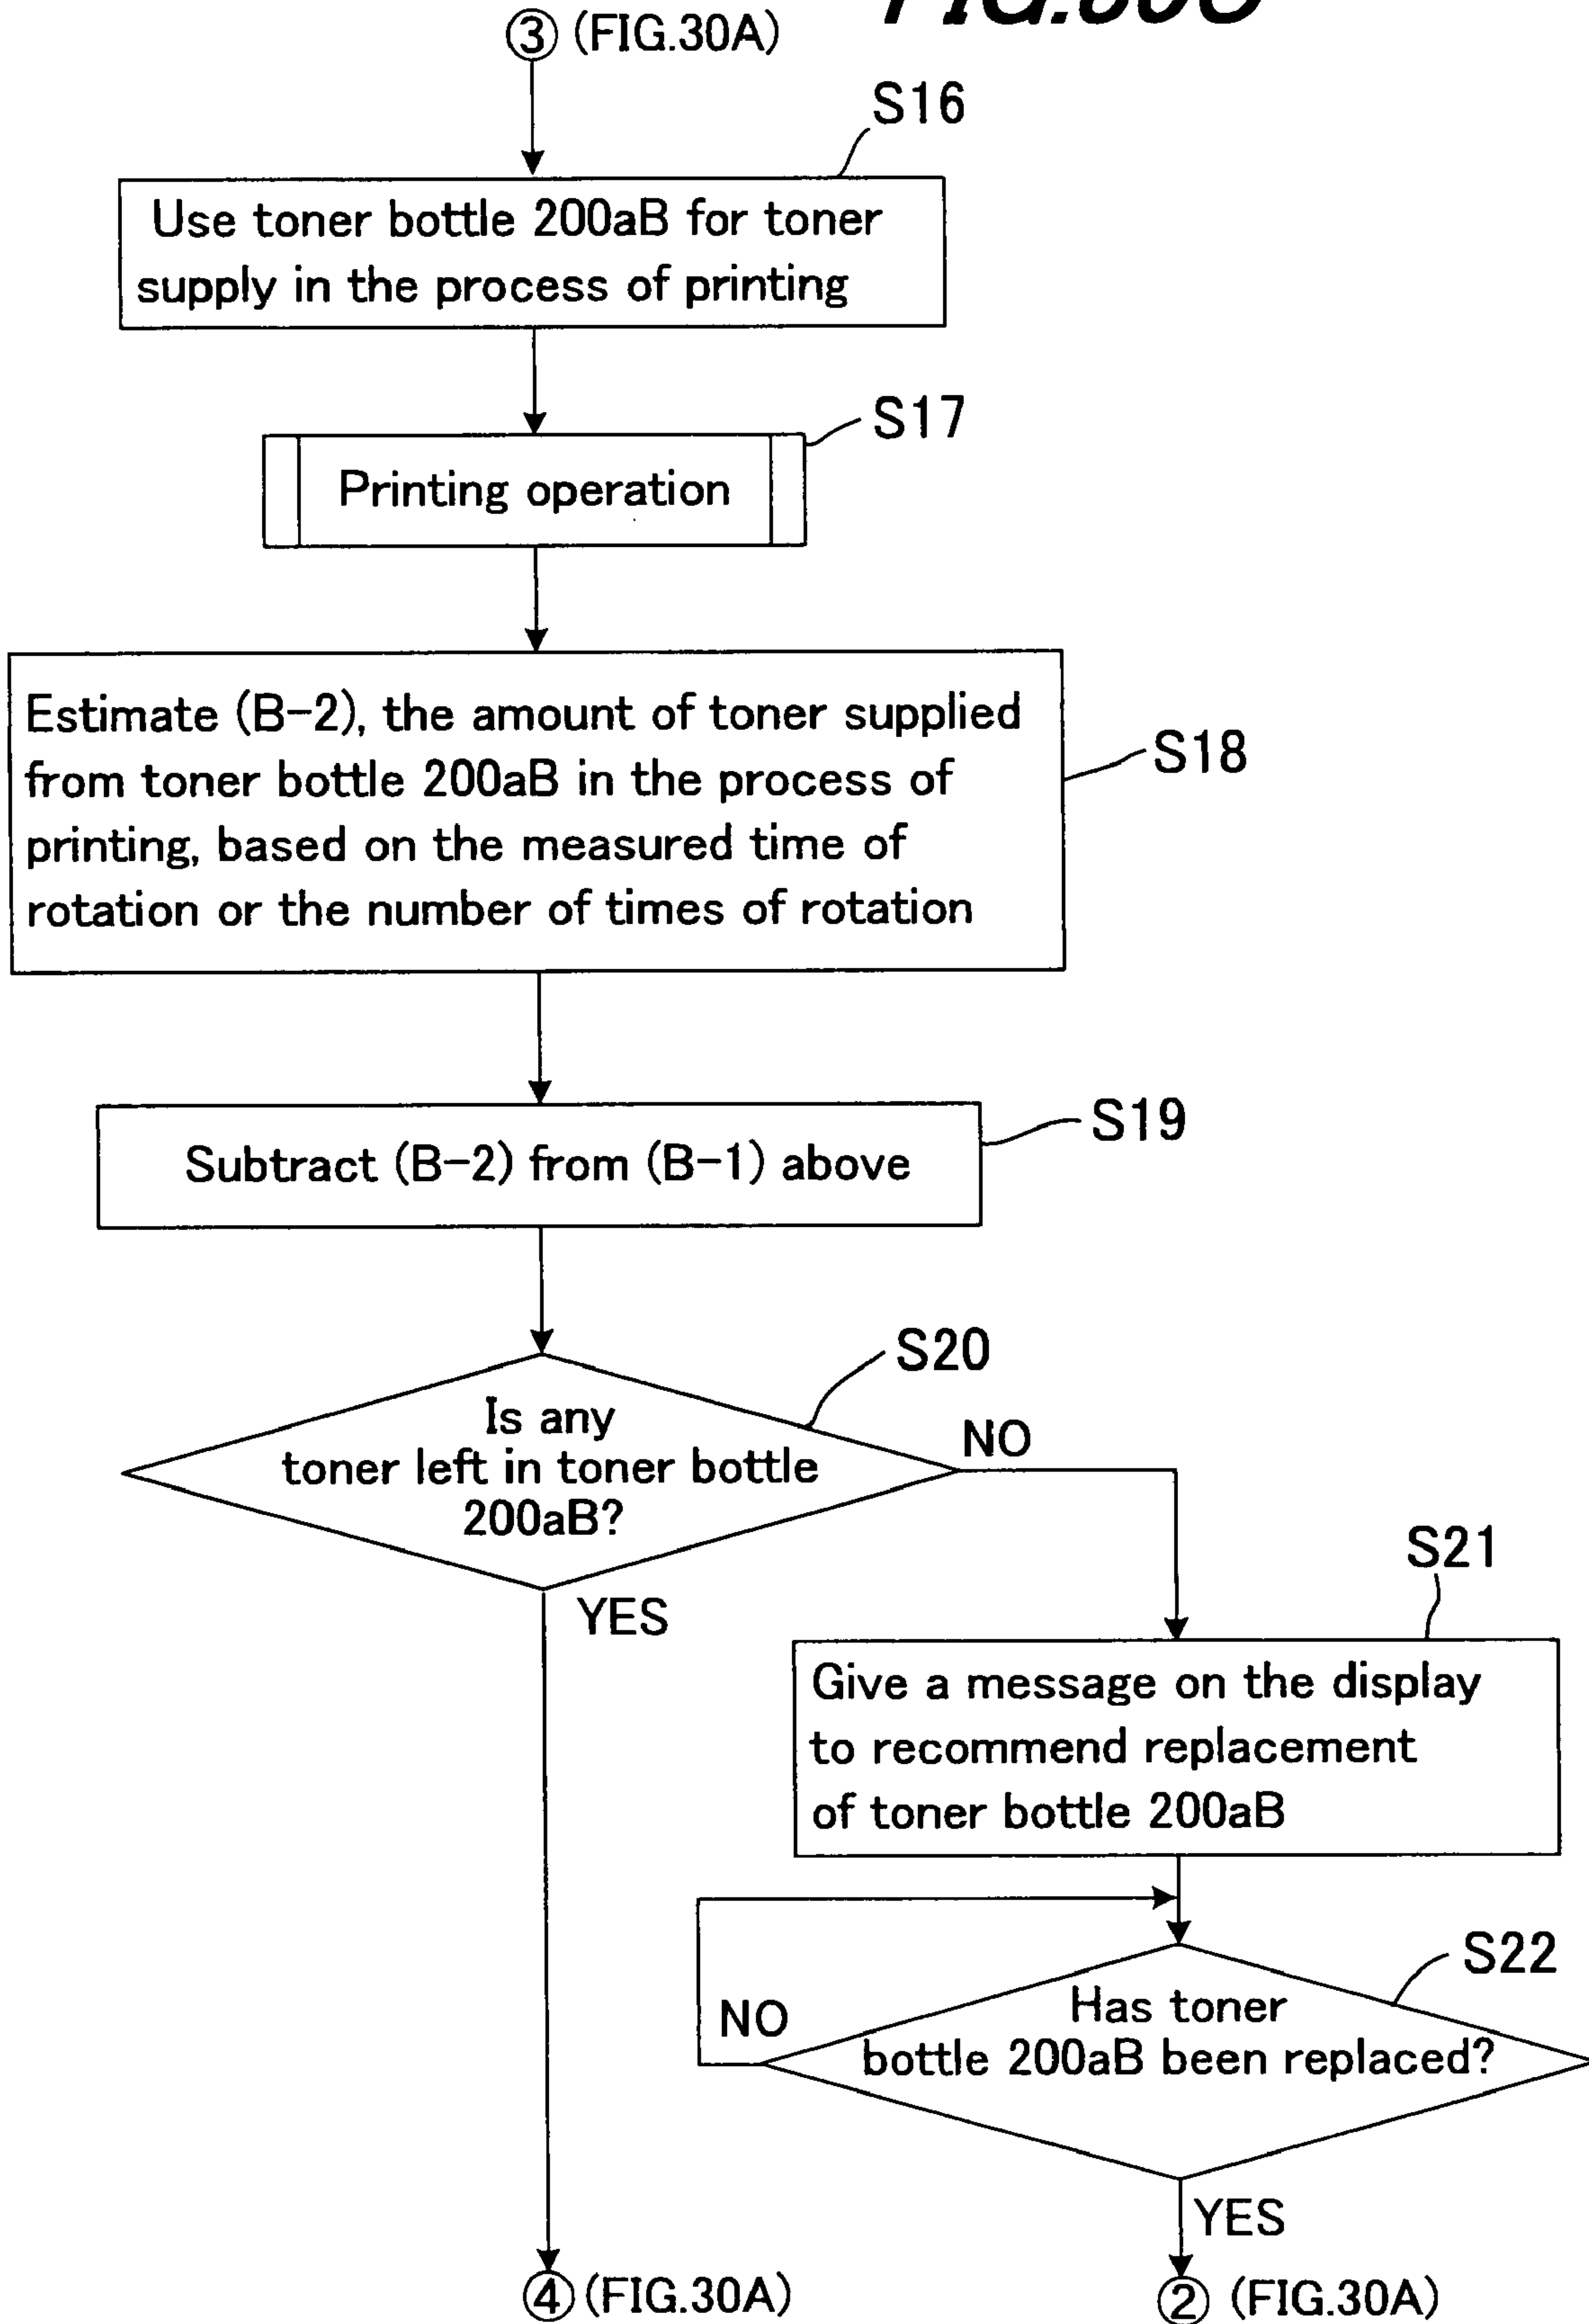 ③ (FIG.30A)
S16
Use toner bottle 200aB for toner
supply in the process of printing
S17
Printing operation
Estimate (B-2), the amount of toner supplied
from toner bottle 200aB in the process of
printing, based on the measured time of
rotation or the number of times of rotation
S18
Subtract (B-2) from (B-1) above
S19
S20
Is any
toner left in toner bottle
200aB?
NO
YES
S21
Give a message on the display
to recommend replacement
of toner bottle 200aB
S22
Has toner
bottle 200aB been replaced?
NO
YES
④ (FIG.30A)
② (FIG.30A)